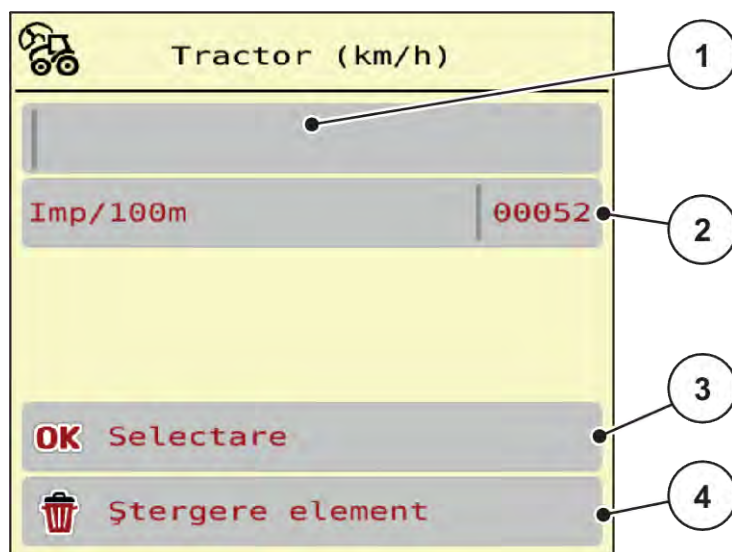 Tractor (km/h)
1
Imp/100m 00052
2
OK Selectare
3
Ştergere element
4